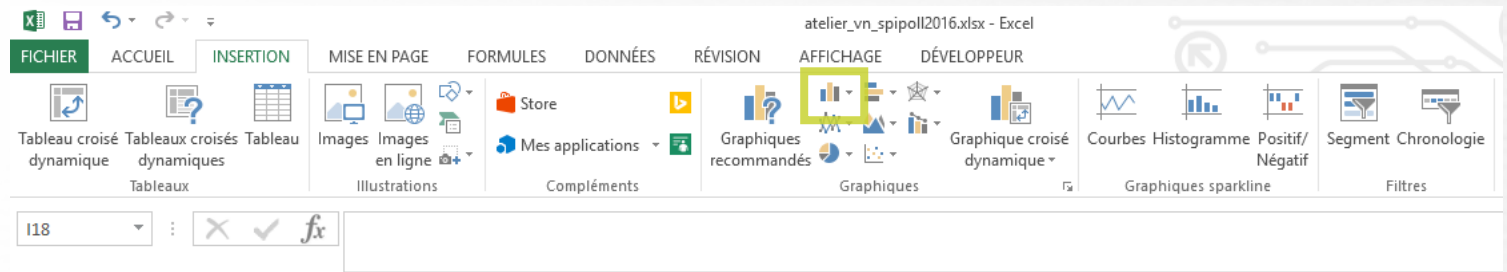 atelier_vn_spipoll2016.xlsx - Excel
FICHIER ACCUEIL INSERTION MISE EN PAGE FORMULES DONNÉES RÉVISION AFFICHAGE DÉVELOPPEUR
Tableau croisé dynamique
Tableaux croisés dynamiques
Tableau
Images
Images en ligne
Store
Mes applications
Graphiques recommandés
Graphique croisé dynamique
Courbes
Histogramme
Positif/ Négatif
Segment
Chronologie
Tableaux
Illustrations
Compléments
Graphiques
Graphiques sparkline
Filtres
I18
fx